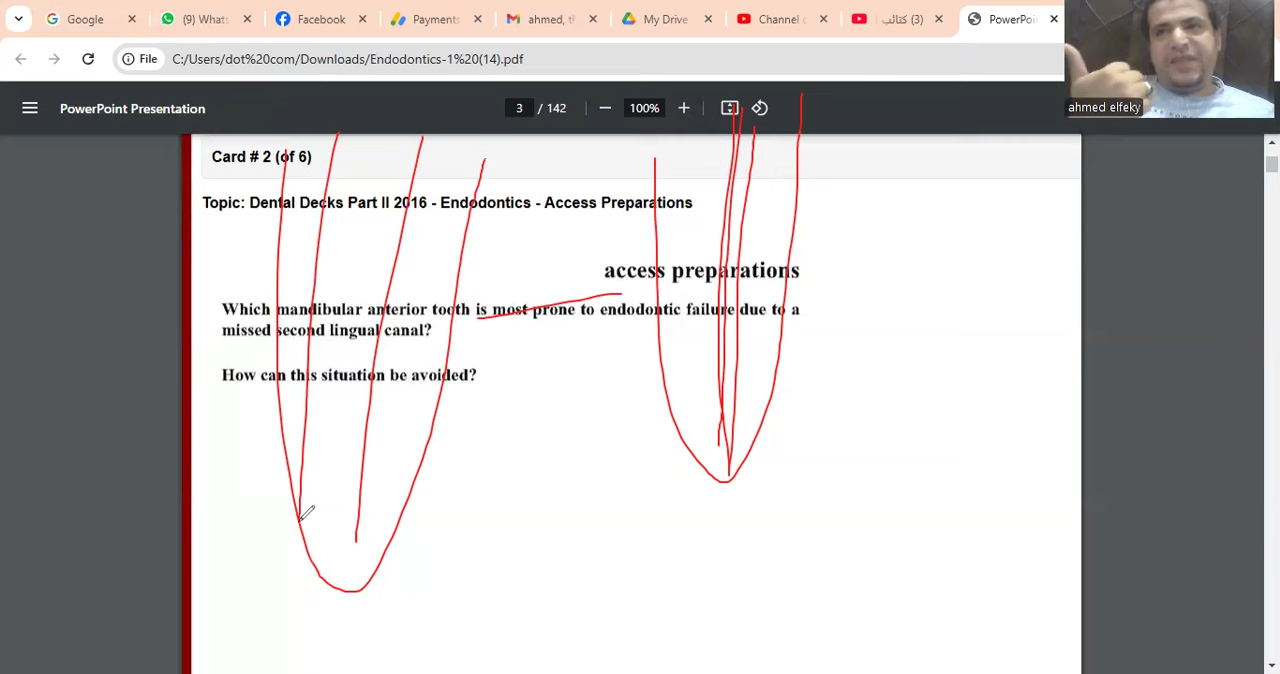 Google
(9) Whats
Facebook
Payments
ahmed, th
My Drive
Channel c
(3) كتائب
PowerPoi
File
C:/Users/dot%20com/Downloads/Endodontics-1%20(14).pdf
ahmed elfeky
PowerPoint Presentation
3 / 142
100%
Card # 2 (of 6)
Topic: Dental Decks Part II 2016 - Endodontics - Access Preparations
access preparations
Which mandibular anterior tooth is most prone to endodontic failure due to a
missed second lingual canal?
How can this situation be avoided?